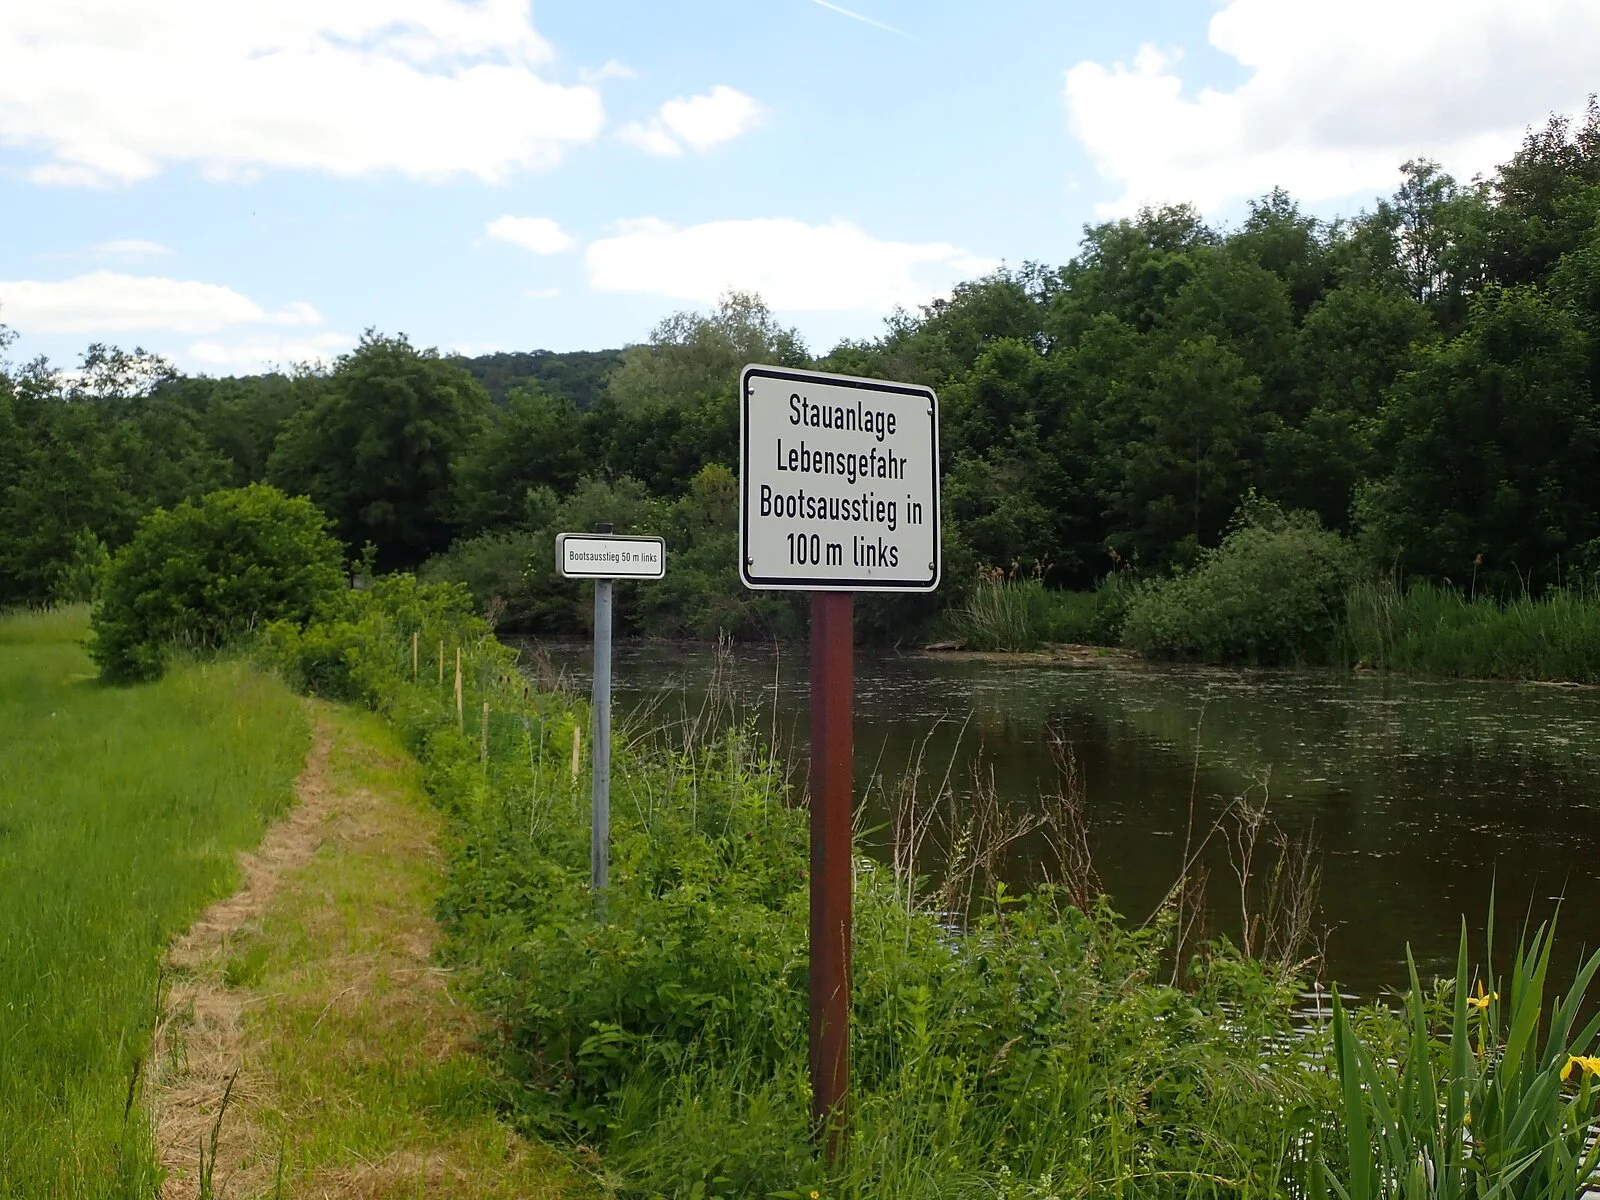 Stauanlage
Lebensgefahr
Bootsausstieg in
100 m links
Bootsausstieg 50 m links